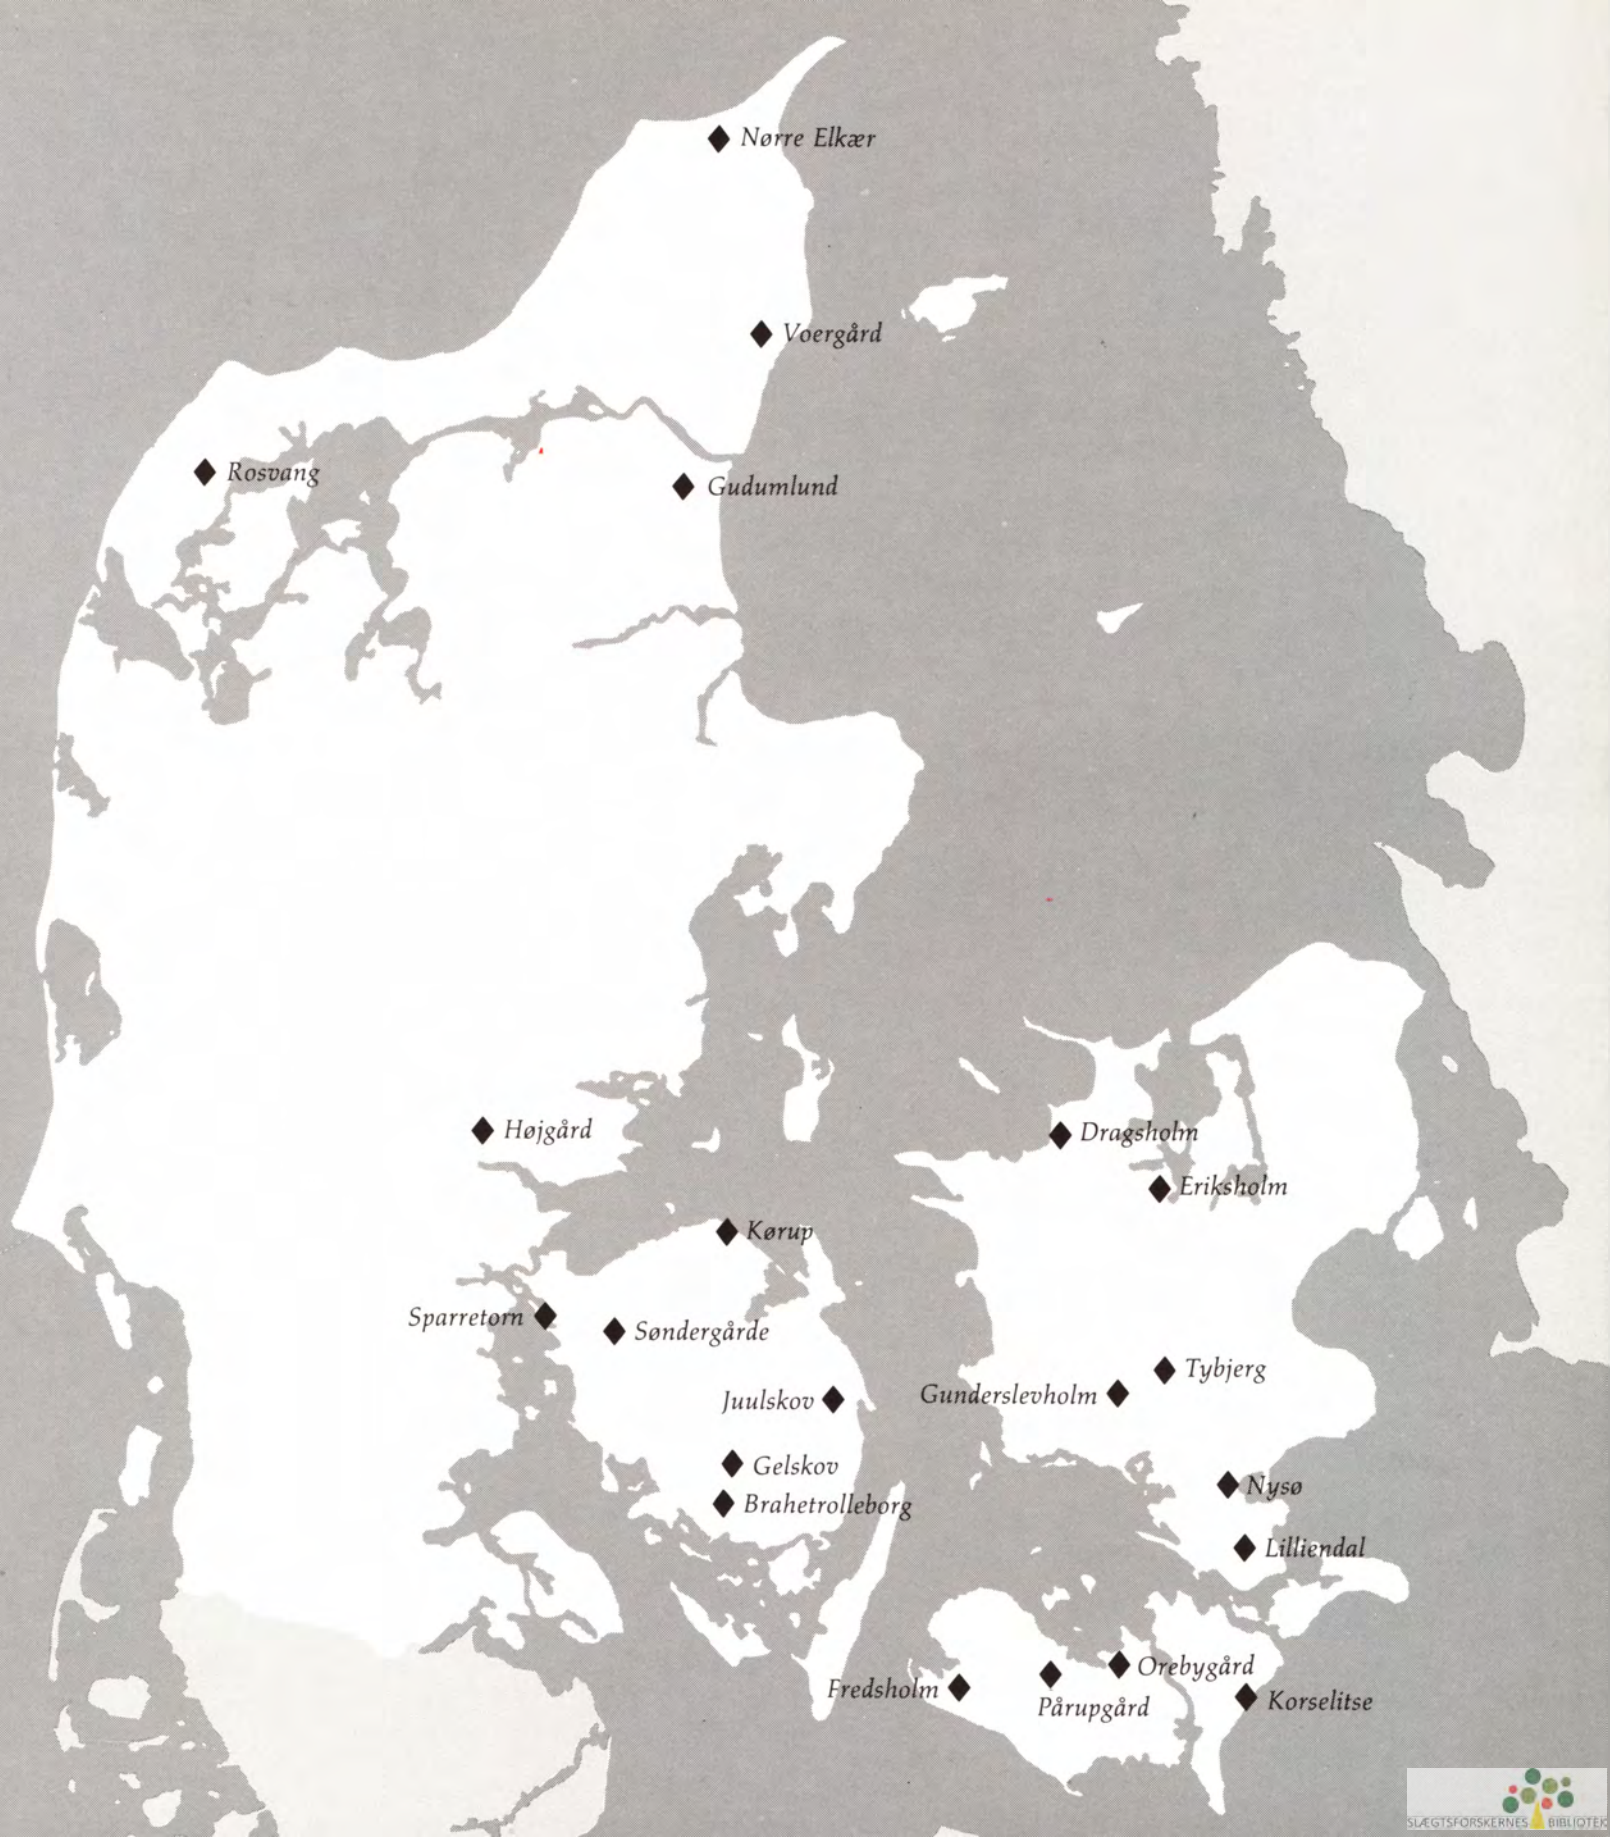 Nørre Elkær
Voergård
Rosvang
Gudumlund
Højgård
Dragsholm
Eriksholm
Kørup
Sparretorn
Søndergårde
Tybjerg
Gunderslevholm
Juulskov
Gelskov
Nysø
Brahetrolleborg
Lilliendal
Orebygård
Fredsholm
Korselitse
Pårupgård
SLÆGTSFORSKERNES BIBLIOTEK